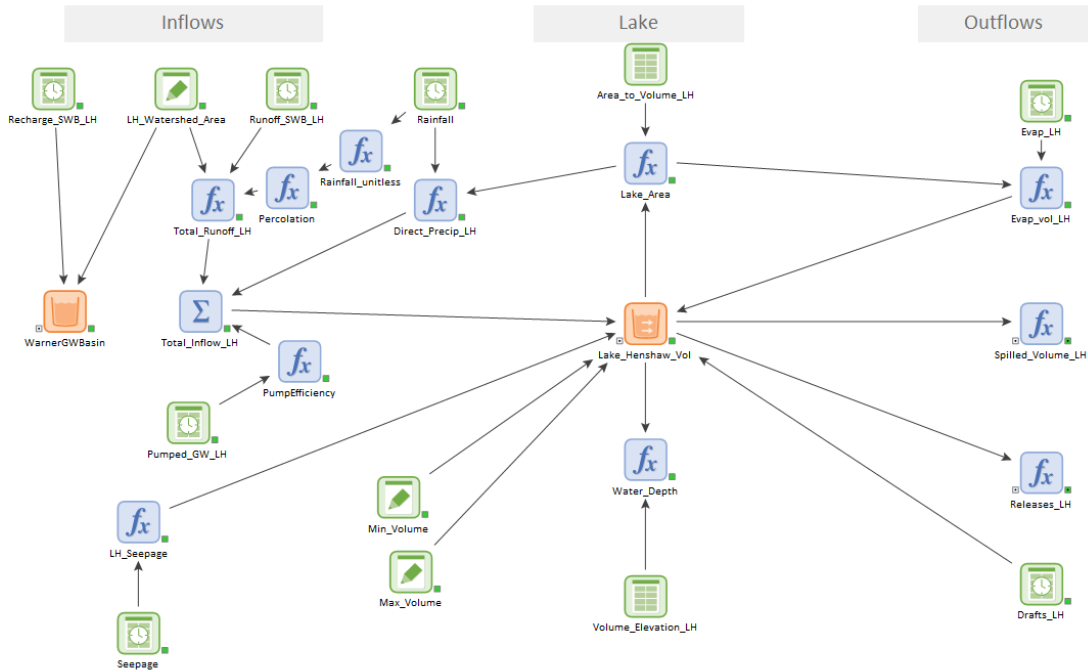 Inflows
Lake
Outflows
Recharge_SWB_LH
LH_Watershed_Area
Runoff_SWB_LH
Rainfall
Area_to_Volume_LH
Evap_LH
Rainfall_unitless
Percolation
Total_Runoff_LH
Direct_Precip_LH
Lake_Area
Evap_vol_LH
WarnerGWBasin
Total_Inflow_LH
Lake_Henshaw_Vol
Spilled_Volume_LH
PumpEfficiency
Pumped_GW_LH
Water_Depth
Releases_LH
Min_Volume
LH_Seepage
Max_Volume
Volume_Elevation_LH
Drafts_LH
Seepage